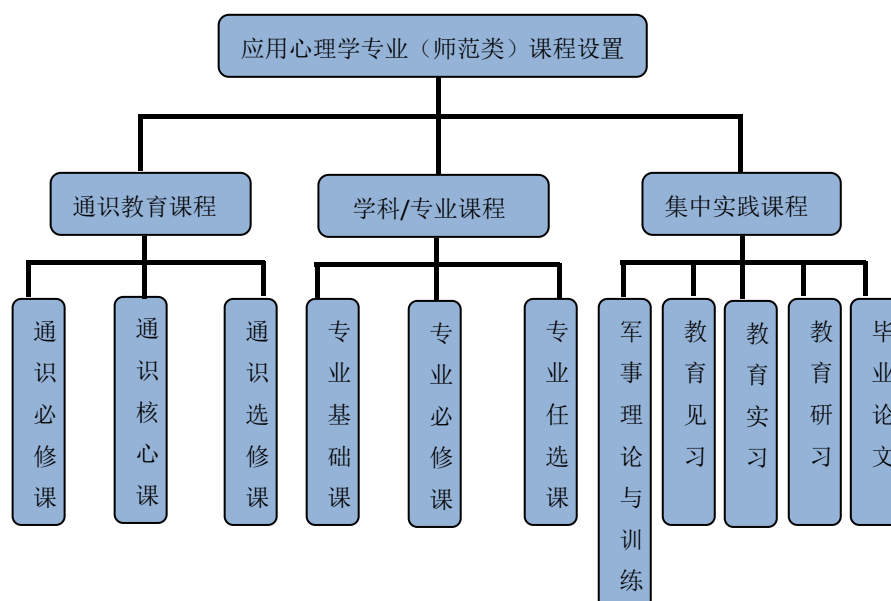 应用心理学专业（师范类）课程设置
通识教育课程
学科/专业课程
集中实践课程
通识必修课
通识核心课
通识选修课
专业基础课
专业必修课
专业任选课
军事理论与训练
教育见习
教育实习
教育研习
毕业论文